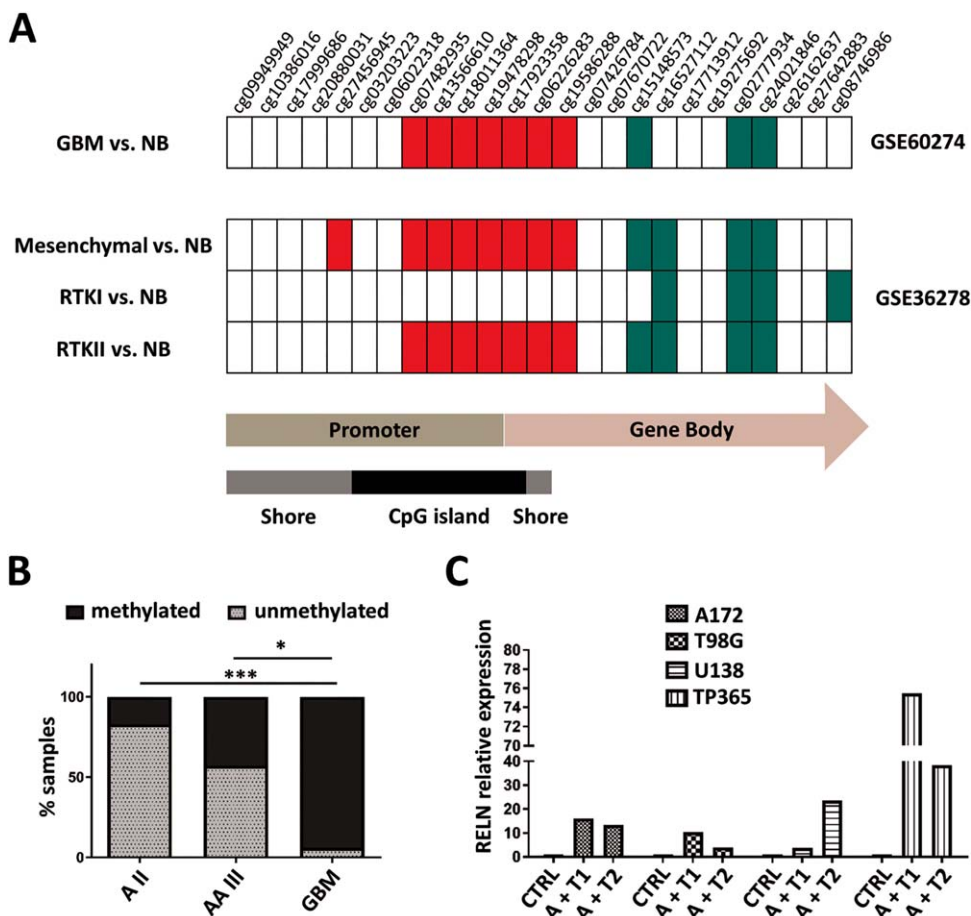 A
cg09949949
cg10386016
cg17999686
cg20880031
cg27456945
cg03203223
cg06022318
cg07482935
cg13566610
cg18011364
cg19478298
cg17923358
cg06226283
cg19586288
cg07426784
cg07670722
cg15148573
cg16527112
cg17713912
cg19275692
cg02777934
cg24021846
cg26162637
cg27642883
cg08746986
GBM vs. NB
GSE60274
Mesenchymal vs. NB
RTKI vs. NB
GSE36278
RTKII vs. NB
Promoter
Gene Body
Shore
CpG island
Shore
B
methylated
unmethylated
*
***
% samples
100
50
0
A II
AA III
GBM
C
A172
T98G
U138
TP365
RELN relative expression
80
78
76
74
72
70
40
30
20
10
0
CTRL
A + T1
A + T2
CTRL
A + T1
A + T2
CTRL
A + T1
A + T2
CTRL
A + T1
A + T2